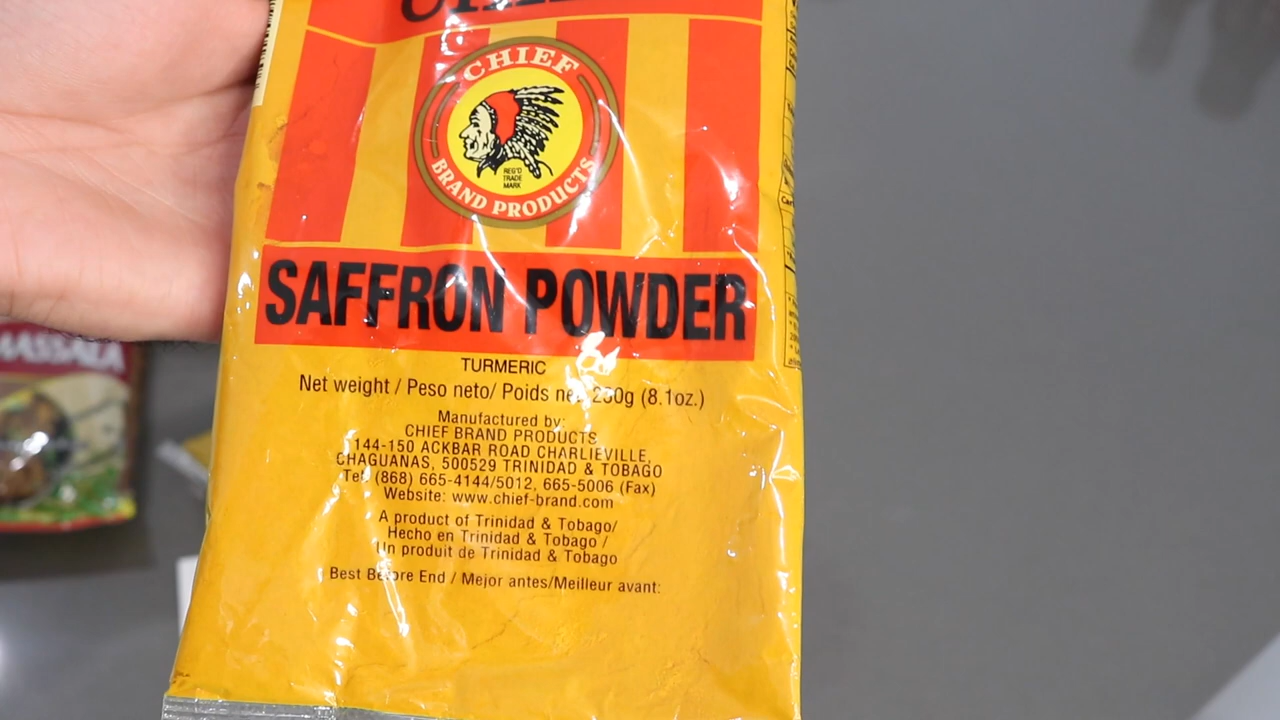 CHIEF
REG'D
TRADE
MARK
BRAND PRODUCTS
SAFFRON POWDER
TURMERIC
Net weight / Peso neto/ Poids (8.1oz.)
Manufactured by:
CHIEF BRAND PRODUCTS
144-150 ACKBAR ROAD CHARLIEVILLE,
CHAGUANAS, 500529 TRINIDAD & TOBAGO
Tel: (868) 665-4144/5012, 665-5006 (Fax)
Website: www.chief-brand.com
A product of Trinidad & Tobago/
Hecho en Trinidad & Tobago /
Un produit de Trinidad & Tobago
Best Before End / Mejor antes/Meilleur avant:
MASSALA